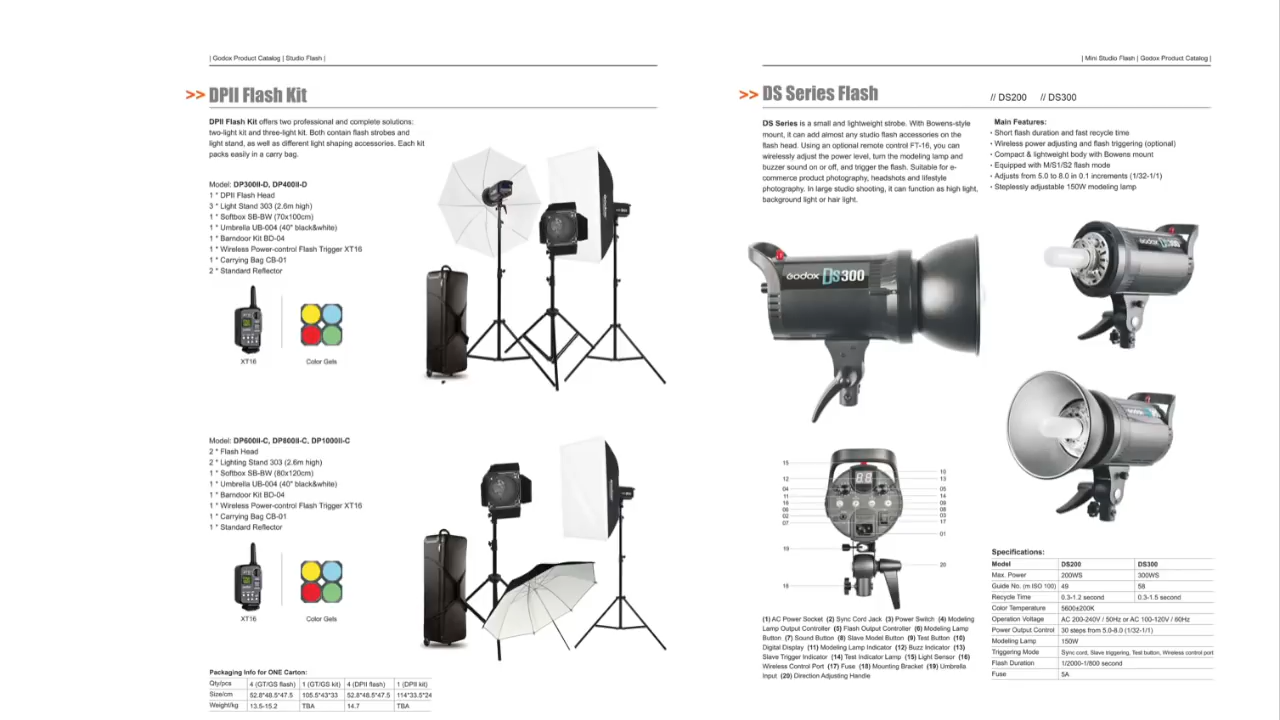 | Godox Product Catalog | Studio Flash |
>> DPII Flash Kit
DPII Flash Kit offers two professional and complete solutions:
two-light kit and three-light kit. Both contain flash strobes and
light stand, as well as different light shaping accessories. Each kit
packs easily in a carry bag.
Model: DP300II-D, DP400II-D
1 * DPII Flash Head
3 * Light Stand 303 (2.6m high)
1 * Softbox SB-BW (70x100cm)
1 * Umbrella UB-004 (40" black&white)
1 * Barndoor Kit BD-04
1 * Wireless Power-control Flash Trigger XT16
1 * Carrying Bag CB-01
2 * Standard Reflector
XT16
Color Gels
Model: DP600II-C, DP800II-C, DP1000II-C
2 * Flash Head
2 * Lighting Stand 303 (2.6m high)
1 * Softbox SB-BW (80x120cm)
1 * Umbrella UB-004 (40" black&white)
1 * Barndoor Kit BD-04
1 * Wireless Power-control Flash Trigger XT16
1 * Carrying Bag CB-01
1 * Standard Reflector
XT16
Color Gels
Packaging Info for ONE Carton:
Qty/pcs 4 (GT/GS flash) 1 (GT/GS kit) 4 (DPII flash) 1 (DPII kit)
Size/cm 52.8*48.5*47.5 105.5*43*33 52.8*48.5*47.5 114*33.5*24
Weight/kg 13.5-15.2 TBA 14.7 TBA
| Mini Studio Flash | Godox Product Catalog |
>> DS Series Flash
// DS200 // DS300
DS Series is a small and lightweight strobe. With Bowens-style
mount, it can add almost any studio flash accessories on the
flash head. Using an optional remote control FT-16, you can
wirelessly adjust the power level, turn the modeling lamp and
buzzer sound on or off, and trigger the flash. Suitable for e-
commerce product photography, headshots and lifestyle
photography. In large studio shooting, it can function as high light,
background light or hair light.
Main Features:
· Short flash duration and fast recycle time
· Wireless power adjusting and flash triggering (optional)
· Compact & lightweight body with Bowens mount
· Equipped with M/S1/S2 flash mode
· Adjusts from 5.0 to 8.0 in 0.1 increments (1/32-1/1)
· Steplessly adjustable 150W modeling lamp
Godox DS300
15
12
04
11
16
06
02
07
19
18
10
13
05
14
09
08
03
17
01
20
(1) AC Power Socket (2) Sync Cord Jack (3) Power Switch (4) Modeling
Lamp Output Controller (5) Flash Output Controller (6) Modeling Lamp
Button (7) Sound Button (8) Slave Model Button (9) Test Button (10)
Digital Display (11) Modeling Lamp Indicator (12) Buzz Indicator (13)
Slave Trigger Indicator (14) Test Indicator Lamp (15) Light Sensor (16)
Wireless Control Port (17) Fuse (18) Mounting Bracket (19) Umbrella
Input (20) Direction Adjusting Handle
Specifications:
Model DS200 DS300
Max. Power 200WS 300WS
Guide No. (m ISO 100) 49 58
Recycle Time 0.3-1.2 second 0.3-1.5 second
Color Temperature 5600±200K
Operation Voltage AC 200-240V / 50Hz or AC 100-120V / 60Hz
Power Output Control 30 steps from 5.0-8.0 (1/32-1/1)
Modeling Lamp 150W
Triggering Mode Sync cord, Slave triggering, Test button, Wireless control port
Flash Duration 1/2000-1/800 second
Fuse 5A